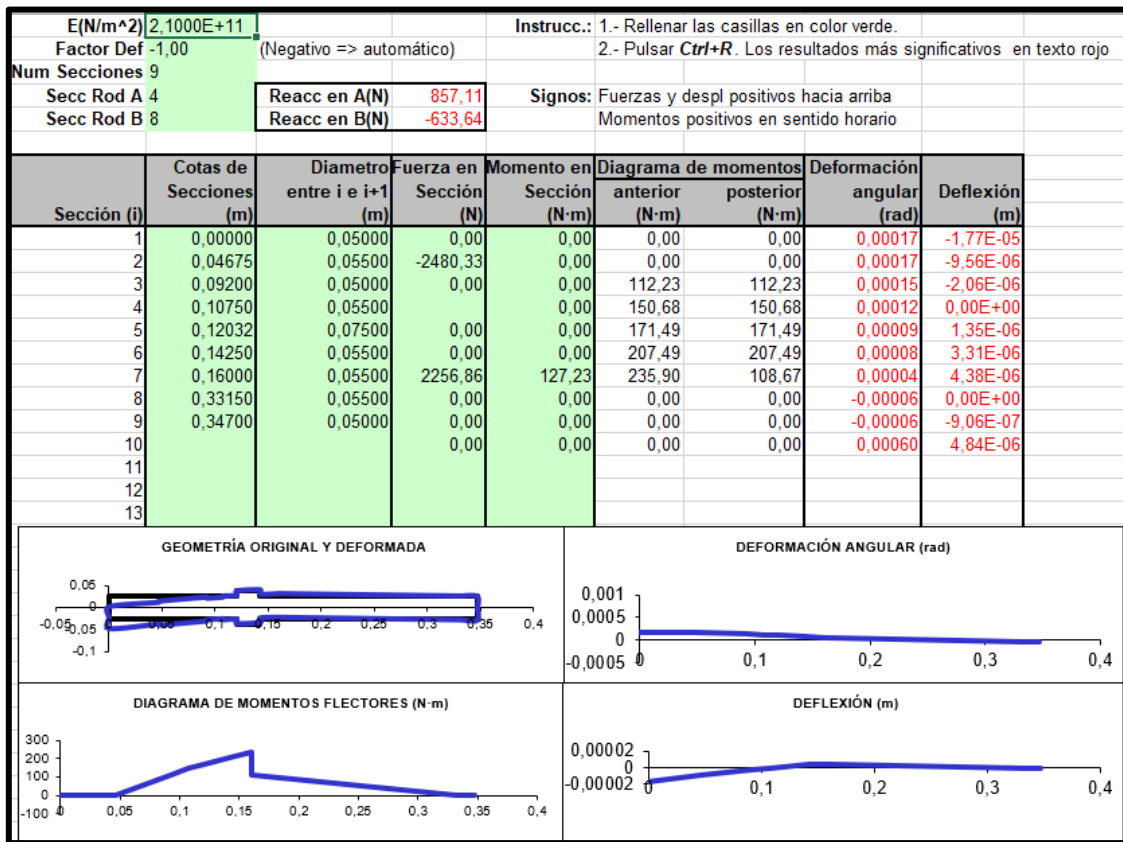 E(N/m^2) 2,1000E+11 Instrucc.: 1.- Rellenar las casillas en color verde.
Factor Def -1,00 (Negativo => automático) 2.- Pulsar Ctrl+R. Los resultados más significativos en texto rojo
Num Secciones 9
Secc Rod A 4 Reacc en A(N) 857,11 Signos: Fuerzas y despl positivos hacia arriba
Secc Rod B 8 Reacc en B(N) -633,64 Momentos positivos en sentido horario
Cotas de Diametro Fuerza en Momento en Diagrama de momentos Deformación
Secciones entre i e i+1 Sección Sección anterior posterior angular Deflexión
Sección (i) (m) (m) (N) (N·m) (N·m) (N·m) (rad) (m)
1 0,00000 0,05000 0,00 0,00 0,00 0,00 0,00017 -1,77E-05
2 0,04675 0,05500 -2480,33 0,00 0,00 0,00 0,00017 -9,56E-06
3 0,09200 0,05000 0,00 0,00 112,23 112,23 0,00015 -2,06E-06
4 0,10750 0,05500 0,00 150,68 150,68 0,00012 0,00E+00
5 0,12032 0,07500 0,00 0,00 171,49 171,49 0,00009 1,35E-06
6 0,14250 0,05500 0,00 0,00 207,49 207,49 0,00008 3,31E-06
7 0,16000 0,05500 2256,86 127,23 235,90 108,67 0,00004 4,38E-06
8 0,33150 0,05500 0,00 0,00 0,00 0,00 -0,00006 0,00E+00
9 0,34700 0,05000 0,00 0,00 0,00 0,00 -0,00006 -9,06E-07
10 0,00 0,00 0,00 0,00 0,00060 4,84E-06
11
12
13
GEOMETRÍA ORIGINAL Y DEFORMADA
0,05
0
-0,05 0 0,05 0,1 0,15 0,2 0,25 0,3 0,35 0,4
-0,05
-0,1
DEFORMACIÓN ANGULAR (rad)
0,001
0,0005
0
-0,0005 0 0,1 0,2 0,3 0,4
DIAGRAMA DE MOMENTOS FLECTORES (N·m)
300
200
100
0
-100 0 0,05 0,1 0,15 0,2 0,25 0,3 0,35 0,4
DEFLEXIÓN (m)
0,00002
0
-0,00002 0 0,1 0,2 0,3 0,4